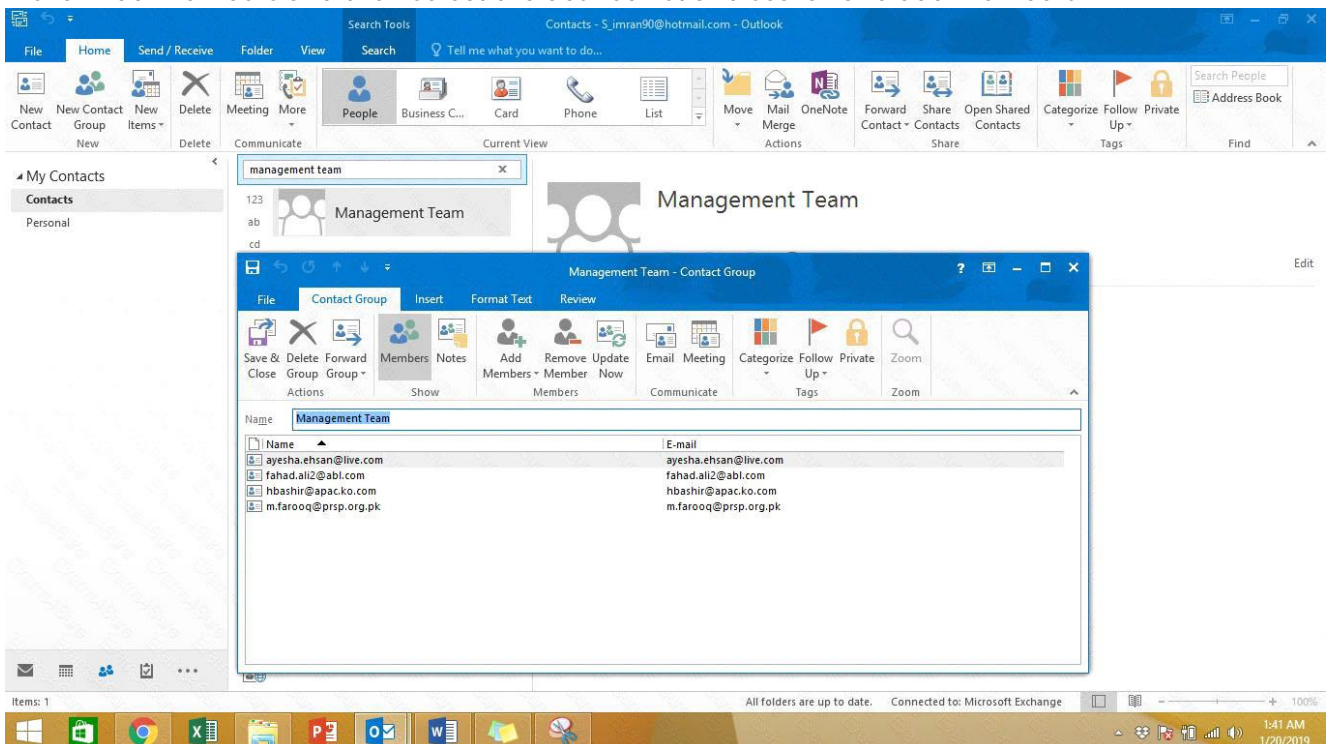 Search Tools
Contacts - S_imran90@hotmail.com - Outlook
File Home Send / Receive Folder View Search Tell me what you want to do...
New Contact
New Contact Group
New Items
Delete
Meeting
More
People
Business C...
Card
Phone
List
Move
Mail Merge
OneNote
Forward Contact
Share Contacts
Open Shared Contacts
Categorize
Follow Up
Private
Search People
Address Book
New Delete Communicate Current View Actions Share Tags Find
My Contacts
Contacts
Personal
management team
123
ab
cd
Management Team
Management Team
Edit
Management Team - Contact Group
File Contact Group Insert Format Text Review
Save & Close
Delete Group
Forward Group
Members
Notes
Add Members
Remove Member
Update Now
Email
Meeting
Categorize
Follow Up
Private
Zoom
Actions Show Members Communicate Tags Zoom
Name Management Team
Name E-mail
ayesha.ehsan@live.com ayesha.ehsan@live.com
fahad.ali2@abl.com fahad.ali2@abl.com
hbashir@apac.ko.com hbashir@apac.ko.com
m.farooq@prsp.org.pk m.farooq@prsp.org.pk
Items: 1
All folders are up to date. Connected to: Microsoft Exchange
100%
1:41 AM
1/20/2019